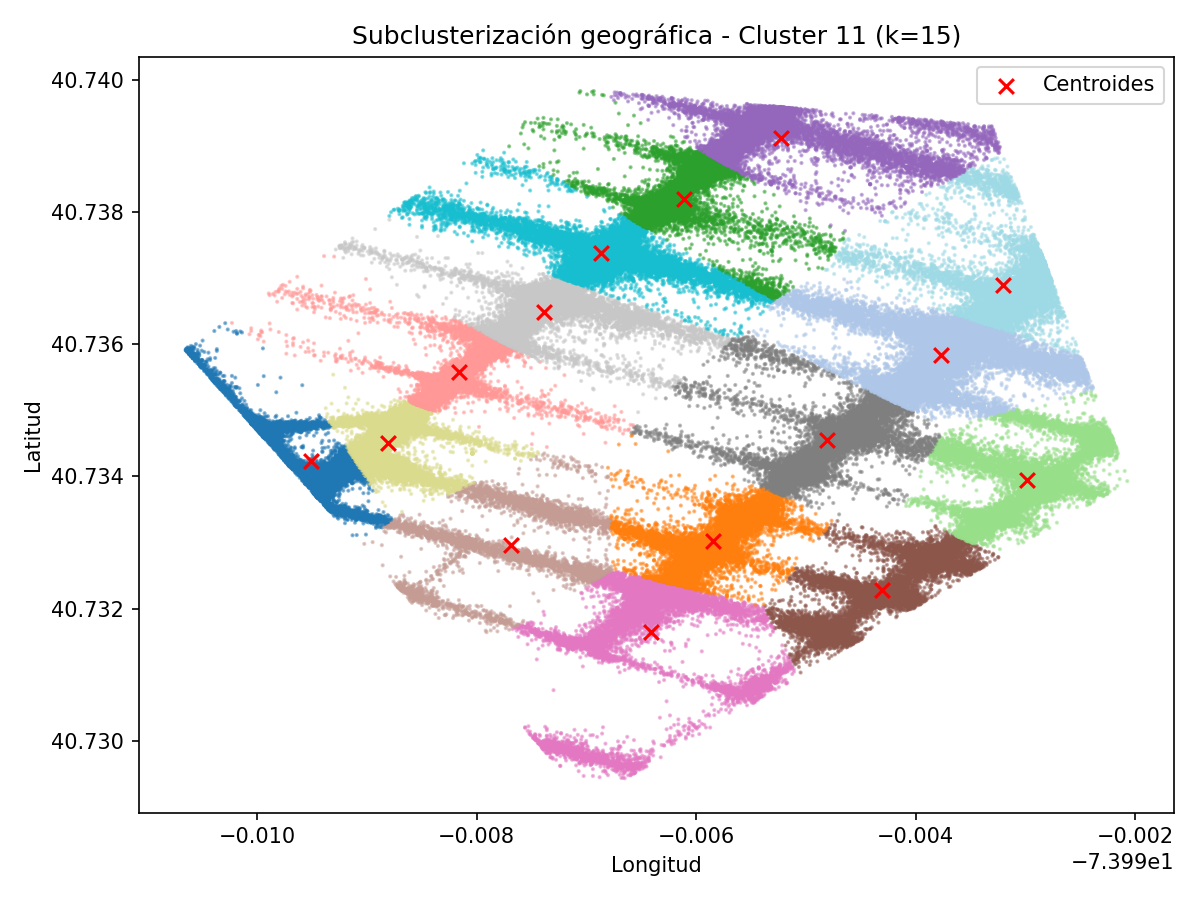 Subclusterización geográfica - Cluster 11 (k=15)
Centroides
40.740
40.738
40.736
40.734
40.732
40.730
Latitud
−0.010
−0.008
−0.006
−0.004
−0.002
Longitud
−7.399e1